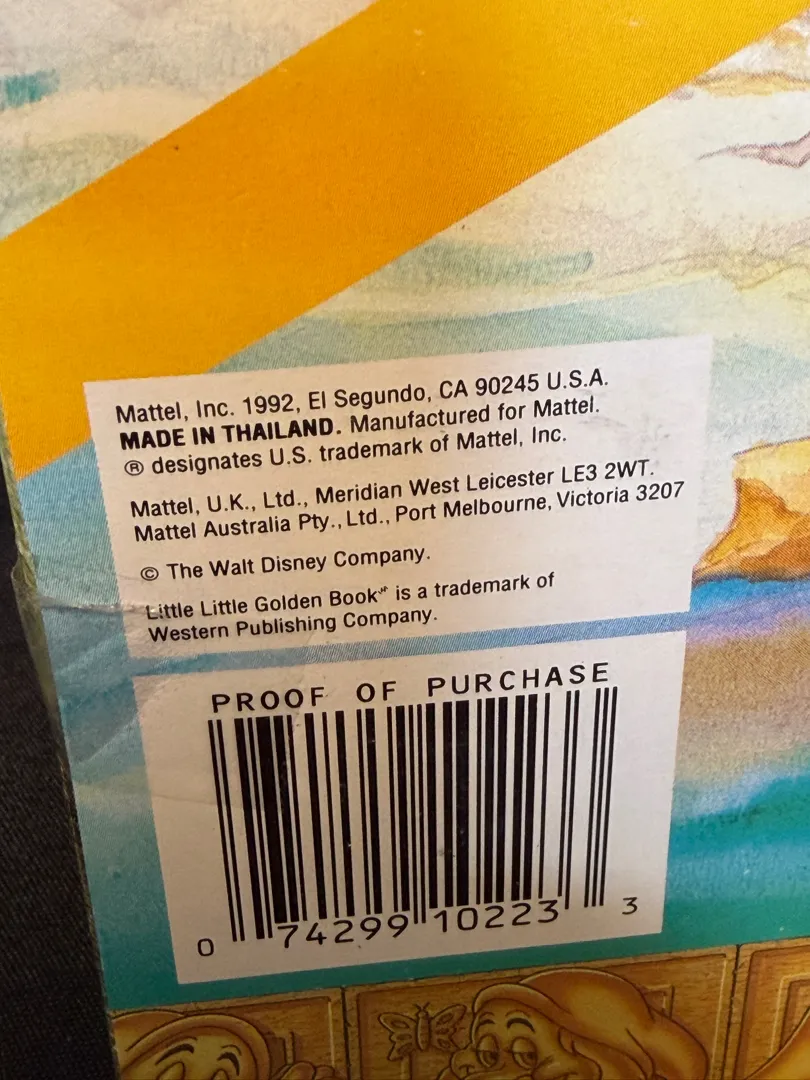 Mattel, Inc. 1992, El Segundo, CA 90245 U.S.A.
MADE IN THAILAND. Manufactured for Mattel.
® designates U.S. trademark of Mattel, Inc.
Mattel, U.K., Ltd., Meridian West Leicester LE3 2WT.
Mattel Australia Pty., Ltd., Port Melbourne, Victoria 3207
© The Walt Disney Company.
Little Little Golden Book℠ is a trademark of
Western Publishing Company.
PROOF OF PURCHASE
0 74299 10223 3